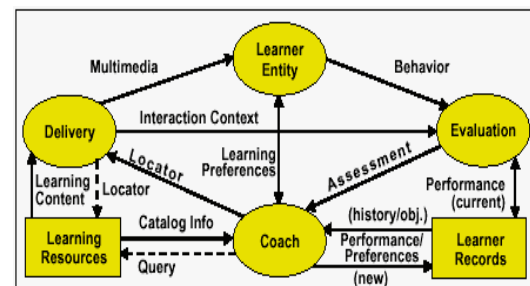 Learner
Entity
Multimedia
Behavior
Interaction Context
Delivery
Evaluation
Learning
Preferences
Locator
Assessment
Learning
Content
Locator
Performance
(current)
Catalog Info
(history/obj.)
Learning
Resources
Coach
Performance/
Preferences
Learner
Records
Query
(new)